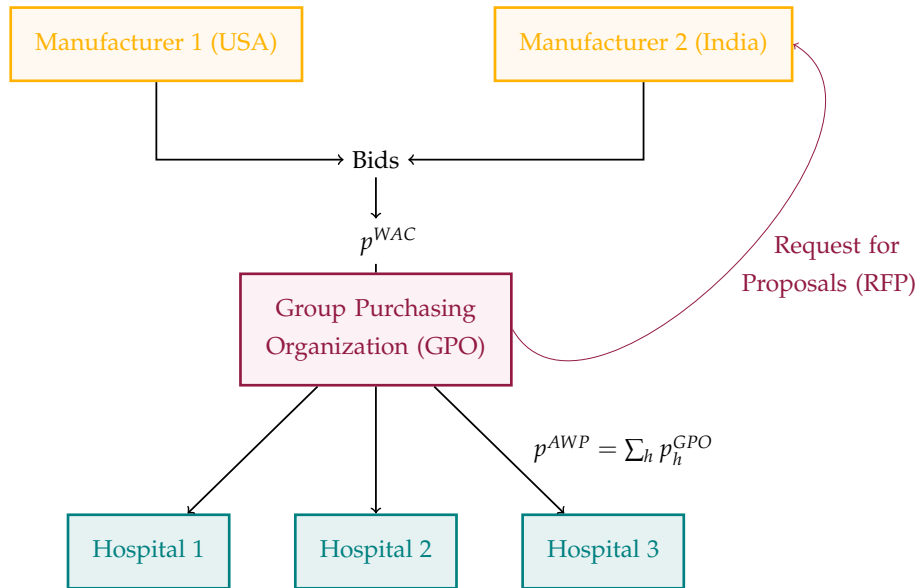 Manufacturer 1 (USA)
Manufacturer 2 (India)
Bids
p^{WAC}
Request for
Proposals (RFP)
Group Purchasing
Organization (GPO)
p^{AWP} = ∑_h p_h^{GPO}
Hospital 1
Hospital 2
Hospital 3